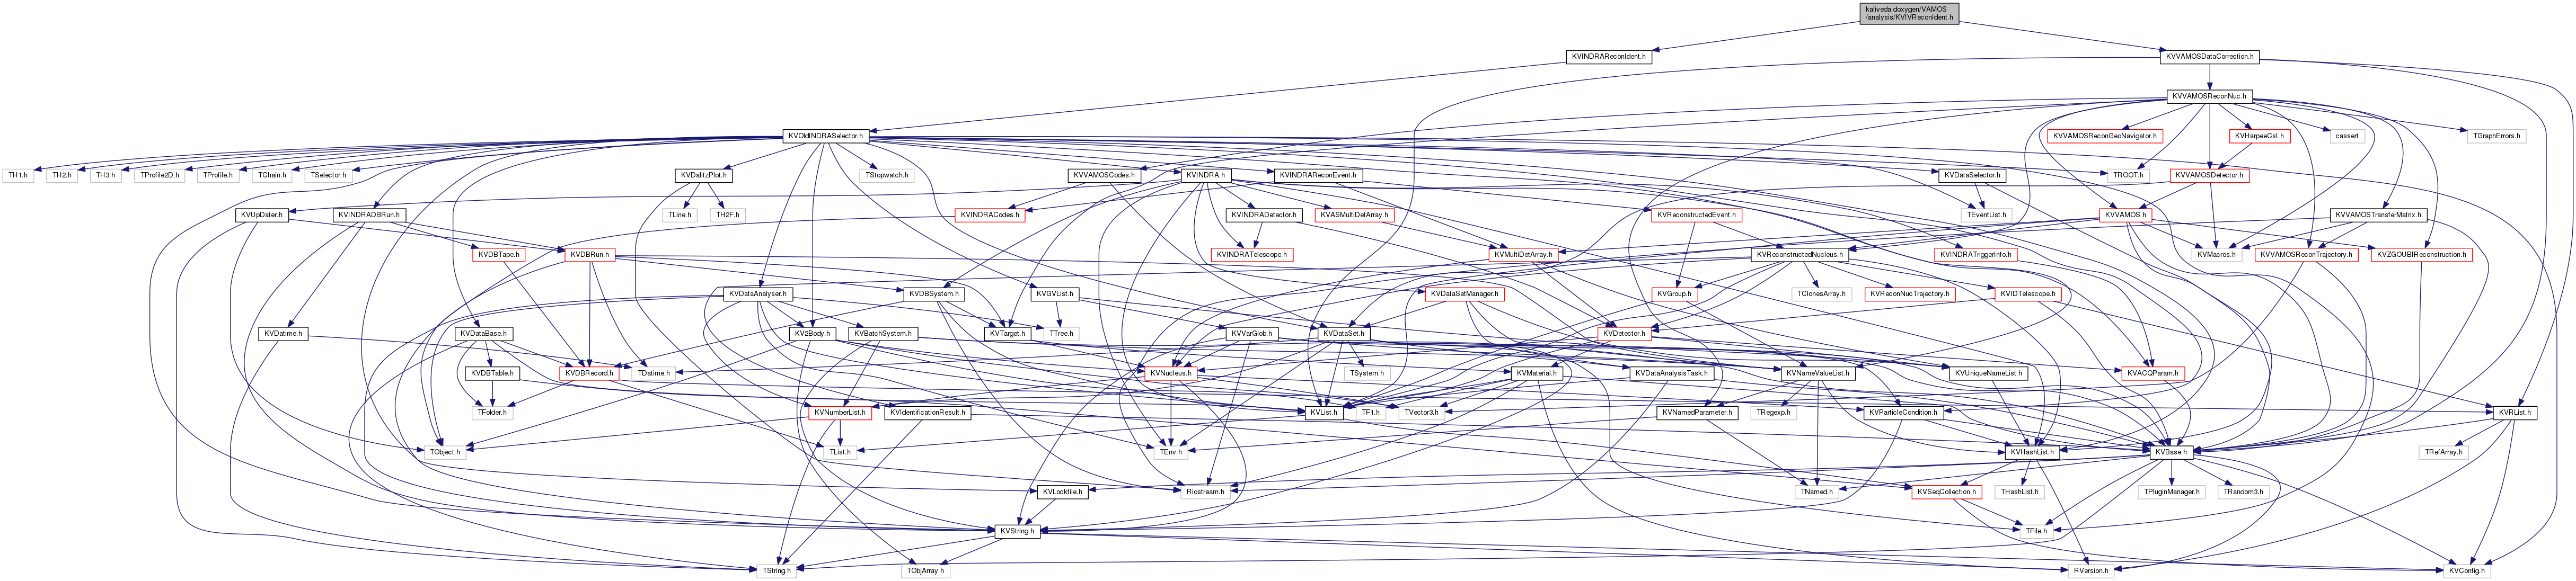 kaliveda.doxygen/VAMOS
/analysis/KVIVReconIdent.h
KVINDRAReconIdent.h
KVVAMOSDataCorrection.h
KVVAMOSReconNuc.h
KVOldINDRASelector.h
KVVAMOSReconGeoNavigator.h
KVHarpeeCsI.h
cassert
TGraphErrors.h
TH1.h
TH2.h
TH3.h
TProfile2D.h
TProfile.h
TChain.h
TSelector.h
KVDalitzPlot.h
TStopwatch.h
KVVAMOSCodes.h
KVINDRA.h
KVINDRAReconEvent.h
KVDataSelector.h
TROOT.h
KVVAMOSDetector.h
KVUpDater.h
KVINDRADBRun.h
TLine.h
TH2F.h
KVINDRACodes.h
KVINDRADetector.h
KVASMultiDetArray.h
KVReconstructedEvent.h
TEventList.h
KVVAMOS.h
KVVAMOSTransferMatrix.h
KVDBTape.h
KVDBRun.h
KVINDRATelescope.h
KVMultiDetArray.h
KVReconstructedNucleus.h
KVINDRATriggerInfo.h
KVMacros.h
KVVAMOSReconTrajectory.h
KVZGOUBIReconstruction.h
KVDataAnalyser.h
KVDBSystem.h
KVGVList.h
KVDataSetManager.h
KVGroup.h
TClonesArray.h
KVReconNucTrajectory.h
KVIDTelescope.h
KVDatime.h
KVDataBase.h
KV2Body.h
KVBatchSystem.h
KVTarget.h
TTree.h
KVVarGlob.h
KVDataSet.h
KVDetector.h
KVDBTable.h
KVDBRecord.h
TDatime.h
KVNucleus.h
KVMaterial.h
TSystem.h
KVDataAnalysisTask.h
KVNameValueList.h
KVUniqueNameList.h
KVACQParam.h
TFolder.h
KVNumberList.h
KVIdentificationResult.h
KVList.h
TF1.h
TVector3.h
KVNamedParameter.h
TRegexp.h
KVParticleCondition.h
KVRList.h
TObject.h
TList.h
TEnv.h
KVHashList.h
KVBase.h
TRefArray.h
KVLockfile.h
Riostream.h
TNamed.h
KVSeqCollection.h
THashList.h
TPluginManager.h
TRandom3.h
KVString.h
TFile.h
TString.h
TObjArray.h
RVersion.h
KVConfig.h